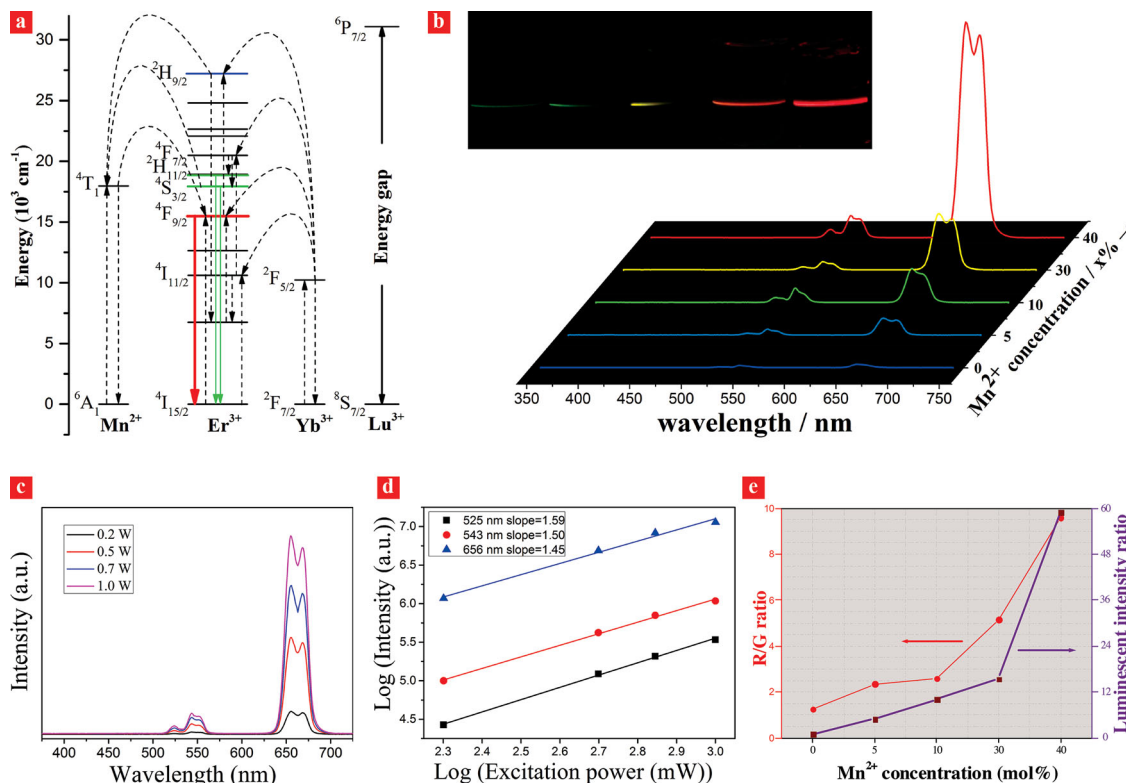 a
30
25
20
15
10
5
0
Energy (10³ cm⁻¹)
⁶P₇/₂
²H₉/₂
⁴F₇/₂
²H₁₁/₂
⁴S₃/₂
⁴T₁
⁴F₉/₂
⁴I₁₁/₂
²F₅/₂
Energy gap
⁶A₁
⁴I₁₅/₂
²F₇/₂
⁸S₇/₂
Mn²⁺
Er³⁺
Yb³⁺
Lu³⁺
b
40
30
10
5
0
Mn²⁺ concentration / x%
350 400 450 500 550 600 650 700 750
wavelength / nm
c
0.2 W
0.5 W
0.7 W
1.0 W
Intensity (a.u.)
400 450 500 550 600 650 700
Wavelength (nm)
d
525 nm slope=1.59
543 nm slope=1.50
656 nm slope=1.45
7.0
6.5
6.0
5.5
5.0
4.5
Log (Intensity (a.u.))
2.3 2.4 2.5 2.6 2.7 2.8 2.9 3.0
Log (Excitation power (mW))
e
10
8
6
4
2
0
R/G ratio
60
48
36
24
12
0
Luminescent intensity ratio
0 5 10 30 40
Mn²⁺ concentration (mol%)